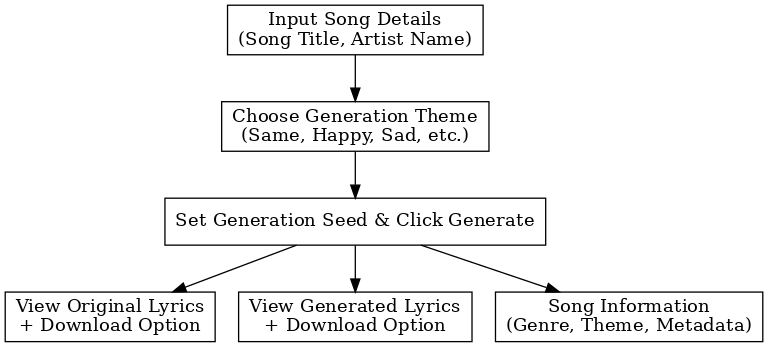 Input Song Details
(Song Title, Artist Name)
Choose Generation Theme
(Same, Happy, Sad, etc.)
Set Generation Seed & Click Generate
View Original Lyrics
+ Download Option
View Generated Lyrics
+ Download Option
Song Information
(Genre, Theme, Metadata)